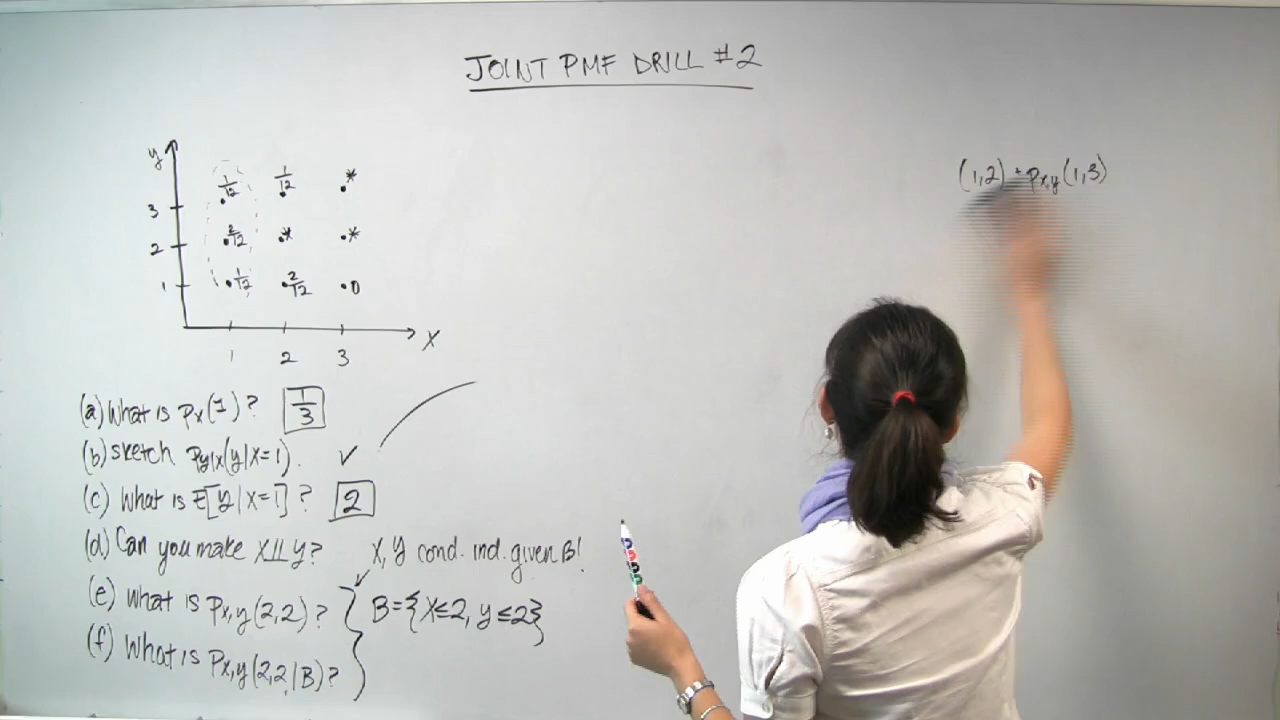 JOINT PMF DRILL #2
(1,2) + px,y(1,3)
y
1/12 1/12 *
3
2/12 * *
2
1/12 2/12 0
1
x
1 2 3
(a) What is px(1)? 1/3
(b) sketch py|x(y|x=1). ✓
(c) What is E[Y|X=1]? 2
(d) Can you make X⫫Y?
X, Y cond. ind. given B!
(e) What is px,y(2,2)?
B={X≤2, y≤2}
(f) What is px,y(2,2|B)?